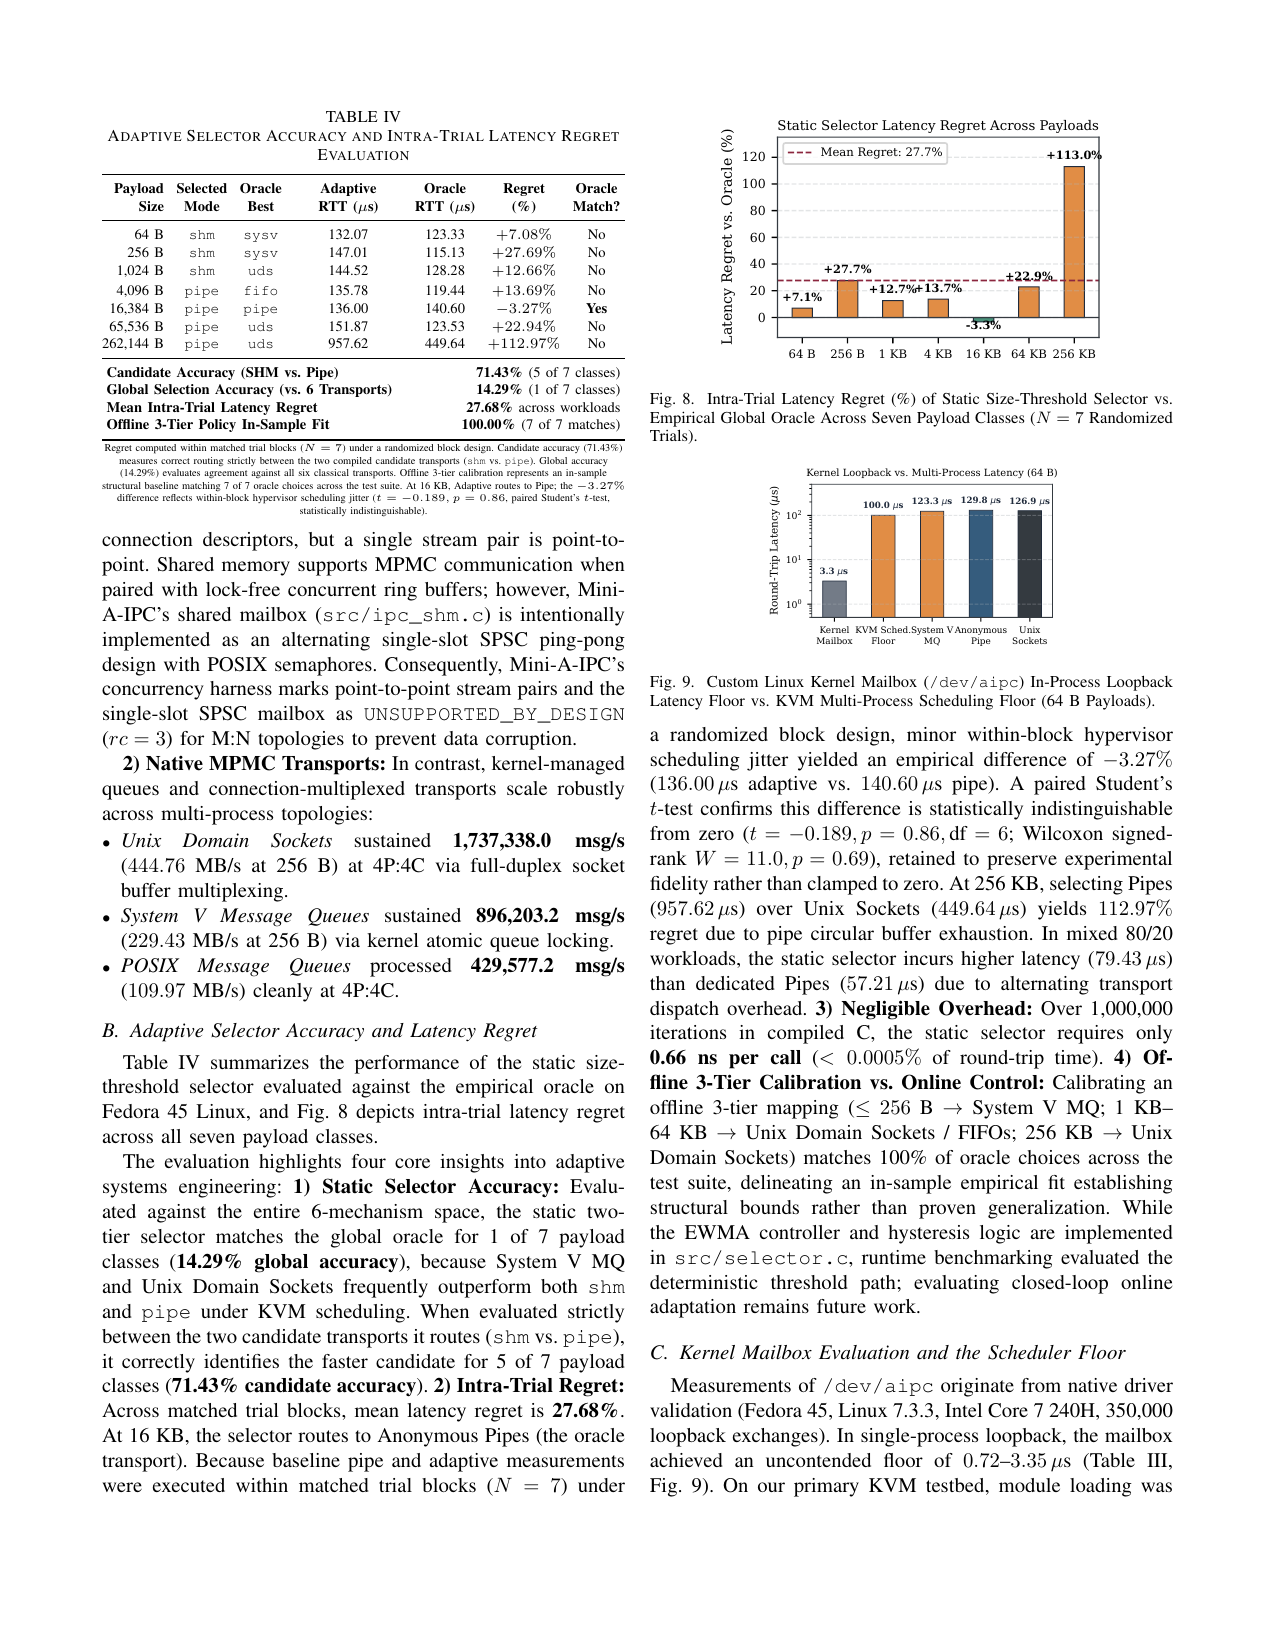 TABLE IV
ADAPTIVE SELECTOR ACCURACY AND INTRA-TRIAL LATENCY REGRET
EVALUATION
Payload Size Selected Mode Oracle Best Adaptive RTT (μs) Oracle RTT (μs) Regret (%) Oracle Match?
64 B shm sysv 132.07 123.33 +7.08% No
256 B shm sysv 147.01 115.13 +27.69% No
1,024 B shm uds 144.52 128.28 +12.66% No
4,096 B pipe fifo 135.78 119.44 +13.69% No
16,384 B pipe pipe 136.00 140.60 −3.27% Yes
65,536 B pipe uds 151.87 123.53 +22.94% No
262,144 B pipe uds 957.62 449.64 +112.97% No
Candidate Accuracy (SHM vs. Pipe) 71.43% (5 of 7 classes)
Global Selection Accuracy (vs. 6 Transports) 14.29% (1 of 7 classes)
Mean Intra-Trial Latency Regret 27.68% across workloads
Offline 3-Tier Policy In-Sample Fit 100.00% (7 of 7 matches)
Regret computed within matched trial blocks (N = 7) under a randomized block design. Candidate accuracy (71.43%)
measures correct routing strictly between the two compiled candidate transports (shm vs. pipe). Global accuracy
(14.29%) evaluates agreement against all six classical transports. Offline 3-tier calibration represents an in-sample
structural baseline matching 7 of 7 oracle choices across the test suite. At 16 KB, Adaptive routes to Pipe; the −3.27%
difference reflects within-block hypervisor scheduling jitter (t = −0.189, p = 0.86, paired Student's t-test,
statistically indistinguishable).
connection descriptors, but a single stream pair is point-to-
point. Shared memory supports MPMC communication when
paired with lock-free concurrent ring buffers; however, Mini-
A-IPC's shared mailbox (src/ipc_shm.c) is intentionally
implemented as an alternating single-slot SPSC ping-pong
design with POSIX semaphores. Consequently, Mini-A-IPC's
concurrency harness marks point-to-point stream pairs and the
single-slot SPSC mailbox as UNSUPPORTED_BY_DESIGN
(rc = 3) for M:N topologies to prevent data corruption.
2) Native MPMC Transports: In contrast, kernel-managed
queues and connection-multiplexed transports scale robustly
across multi-process topologies:
• Unix Domain Sockets sustained 1,737,338.0 msg/s
(444.76 MB/s at 256 B) at 4P:4C via full-duplex socket
buffer multiplexing.
• System V Message Queues sustained 896,203.2 msg/s
(229.43 MB/s at 256 B) via kernel atomic queue locking.
• POSIX Message Queues processed 429,577.2 msg/s
(109.97 MB/s) cleanly at 4P:4C.
B. Adaptive Selector Accuracy and Latency Regret
Table IV summarizes the performance of the static size-
threshold selector evaluated against the empirical oracle on
Fedora 45 Linux, and Fig. 8 depicts intra-trial latency regret
across all seven payload classes.
The evaluation highlights four core insights into adaptive
systems engineering: 1) Static Selector Accuracy: Evalu-
ated against the entire 6-mechanism space, the static two-
tier selector matches the global oracle for 1 of 7 payload
classes (14.29% global accuracy), because System V MQ
and Unix Domain Sockets frequently outperform both shm
and pipe under KVM scheduling. When evaluated strictly
between the two candidate transports it routes (shm vs. pipe),
it correctly identifies the faster candidate for 5 of 7 payload
classes (71.43% candidate accuracy). 2) Intra-Trial Regret:
Across matched trial blocks, mean latency regret is 27.68%.
At 16 KB, the selector routes to Anonymous Pipes (the oracle
transport). Because baseline pipe and adaptive measurements
were executed within matched trial blocks (N = 7) under
Static Selector Latency Regret Across Payloads
Latency Regret vs. Oracle (%)
Mean Regret: 27.7%
120
100
80
60
40
20
0
+7.1% +27.7% +12.7% +13.7% -3.3% +22.9% +113.0%
64 B 256 B 1 KB 4 KB 16 KB 64 KB 256 KB
Fig. 8. Intra-Trial Latency Regret (%) of Static Size-Threshold Selector vs.
Empirical Global Oracle Across Seven Payload Classes (N = 7 Randomized
Trials).
Kernel Loopback vs. Multi-Process Latency (64 B)
Round-Trip Latency (μs)
10²
10¹
10⁰
3.3 μs 100.0 μs 123.3 μs 129.8 μs 126.9 μs
Kernel Mailbox KVM Sched. Floor System V MQ Anonymous Pipe Unix Sockets
Fig. 9. Custom Linux Kernel Mailbox (/dev/aipc) In-Process Loopback
Latency Floor vs. KVM Multi-Process Scheduling Floor (64 B Payloads).
a randomized block design, minor within-block hypervisor
scheduling jitter yielded an empirical difference of −3.27%
(136.00 μs adaptive vs. 140.60 μs pipe). A paired Student's
t-test confirms this difference is statistically indistinguishable
from zero (t = −0.189, p = 0.86, df = 6; Wilcoxon signed-
rank W = 11.0, p = 0.69), retained to preserve experimental
fidelity rather than clamped to zero. At 256 KB, selecting Pipes
(957.62 μs) over Unix Sockets (449.64 μs) yields 112.97%
regret due to pipe circular buffer exhaustion. In mixed 80/20
workloads, the static selector incurs higher latency (79.43 μs)
than dedicated Pipes (57.21 μs) due to alternating transport
dispatch overhead. 3) Negligible Overhead: Over 1,000,000
iterations in compiled C, the static selector requires only
0.66 ns per call (< 0.0005% of round-trip time). 4) Of-
fline 3-Tier Calibration vs. Online Control: Calibrating an
offline 3-tier mapping (≤ 256 B → System V MQ; 1 KB–
64 KB → Unix Domain Sockets / FIFOs; 256 KB → Unix
Domain Sockets) matches 100% of oracle choices across the
test suite, delineating an in-sample empirical fit establishing
structural bounds rather than proven generalization. While
the EWMA controller and hysteresis logic are implemented
in src/selector.c, runtime benchmarking evaluated the
deterministic threshold path; evaluating closed-loop online
adaptation remains future work.
C. Kernel Mailbox Evaluation and the Scheduler Floor
Measurements of /dev/aipc originate from native driver
validation (Fedora 45, Linux 7.3.3, Intel Core 7 240H, 350,000
loopback exchanges). In single-process loopback, the mailbox
achieved an uncontended floor of 0.72–3.35 μs (Table III,
Fig. 9). On our primary KVM testbed, module loading was